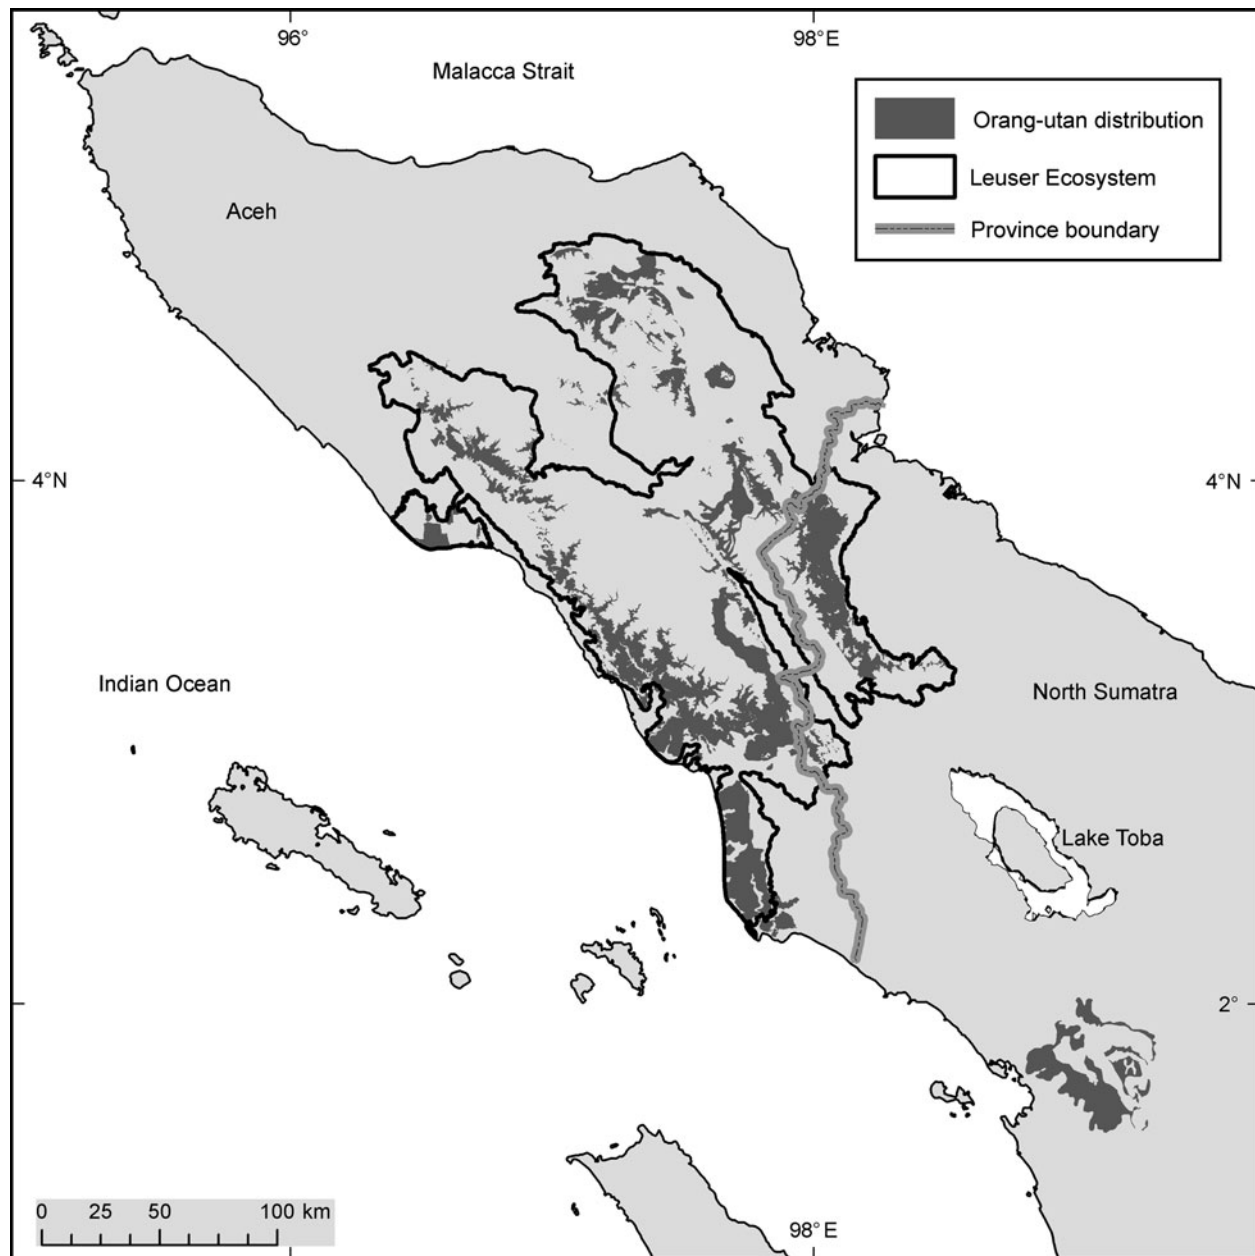 96°
98°E
Malacca Strait
Orang-utan distribution
Leuser Ecosystem
Province boundary
Aceh
4°N
4°N
Indian Ocean
North Sumatra
Lake Toba
2°
0 25 50 100 km
98°E